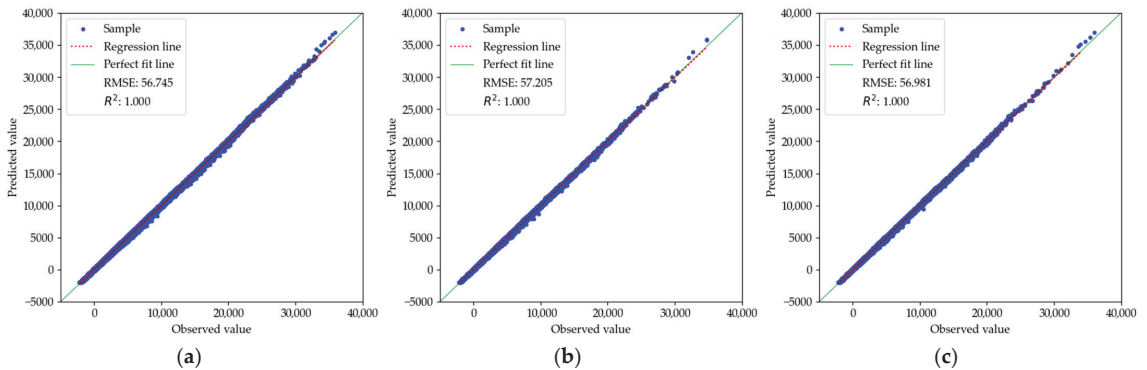 40,000
35,000
30,000
25,000
20,000
15,000
10,000
5000
0
−5000
Predicted value
Sample
Regression line
Perfect fit line
RMSE: 56.745
R²: 1.000
0
10,000
20,000
30,000
40,000
Observed value
(a)
40,000
35,000
30,000
25,000
20,000
15,000
10,000
5000
0
−5000
Predicted value
Sample
Regression line
Perfect fit line
RMSE: 57.205
R²: 1.000
0
10,000
20,000
30,000
40,000
Observed value
(b)
40,000
35,000
30,000
25,000
20,000
15,000
10,000
5000
0
−5000
Predicted value
Sample
Regression line
Perfect fit line
RMSE: 56.981
R²: 1.000
0
10,000
20,000
30,000
40,000
Observed value
(c)